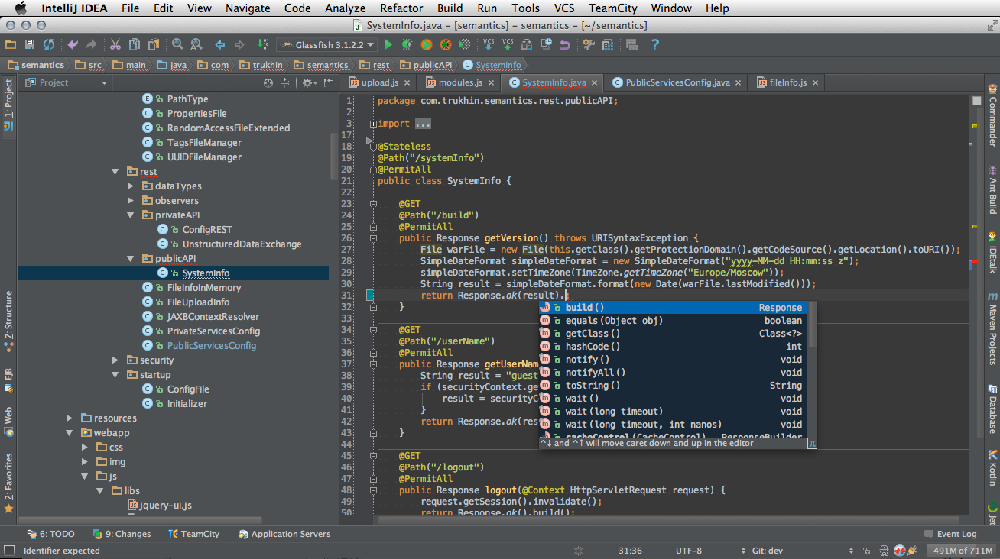 IntelliJ IDEA File Edit View Navigate Code Analyze Refactor Build Run Tools VCS TeamCity Window Help
SystemInfo.java – [semantics] – semantics – [~/semantics]
Glassfish 3.1.2.2
VCS VCS
semantics src main java com trukhin semantics rest publicAPI SystemInfo
Project
upload.js modules.js SystemInfo.java PublicServicesConfig.java fileInfo.js
1: Project
Z: Structure
EJB
Web
2: Favorites
PathType
PropertiesFile
RandomAccessFileExtended
TagsFileManager
UUIDFileManager
rest
dataTypes
observers
privateAPI
ConfigREST
UnstructuredDataExchange
publicAPI
SystemInfo
FileInfoInMemory
FileUploadInfo
JAXBContextResolver
PrivateServicesConfig
PublicServicesConfig
security
startup
ConfigFile
Initializer
resources
webapp
css
img
js
libs
jquery-ui.js
1 package com.trukhin.semantics.rest.publicAPI;
2
3 import ...
17
18 @Stateless
19 @Path("/systemInfo")
20 @PermitAll
21 public class SystemInfo {
22
23 @GET
24 @Path("/build")
25 @PermitAll
26 public Response getVersion() throws URISyntaxException {
27 File warFile = new File(this.getClass().getProtectionDomain().getCodeSource().getLocation().toURI());
28 SimpleDateFormat simpleDateFormat = new SimpleDateFormat("yyyy-MM-dd HH:mm:ss z");
29 simpleDateFormat.setTimeZone(TimeZone.getTimeZone("Europe/Moscow"));
30 String result = simpleDateFormat.format(new Date(warFile.lastModified()));
31 return Response.ok(result).;
32 }
33
34 @GET
35 @Path("/userName")
36 @PermitAll
37 public Response getUserNam
38 String result = "guest
39 if (securityContext.ge
40 result = securityC
41 }
42 return Response.ok(res
43 }
44
45 @GET
46 @Path("/logout")
47 @PermitAll
48 public Response logout(@Context HttpServletRequest request) {
49 request.getSession().invalidate();
50 return Response.ok().build();
build() Response
equals(Object obj) boolean
getClass() Class<?>
hashCode() int
notify() void
notifyAll() void
toString() String
wait() void
wait(long timeout) void
wait(long timeout, int nanos) void
cacheControl(CacheControl) ResponseBuilder
^↓ and ^↑ will move caret down and up in the editor π
Commander
Ant Build
IDEtalk
Maven Projects
Database
Kotlin
Jet
6: TODO 9: Changes TeamCity Application Servers Event Log
Identifier expected 31:36 UTF-8 Git: dev 491M of 711M